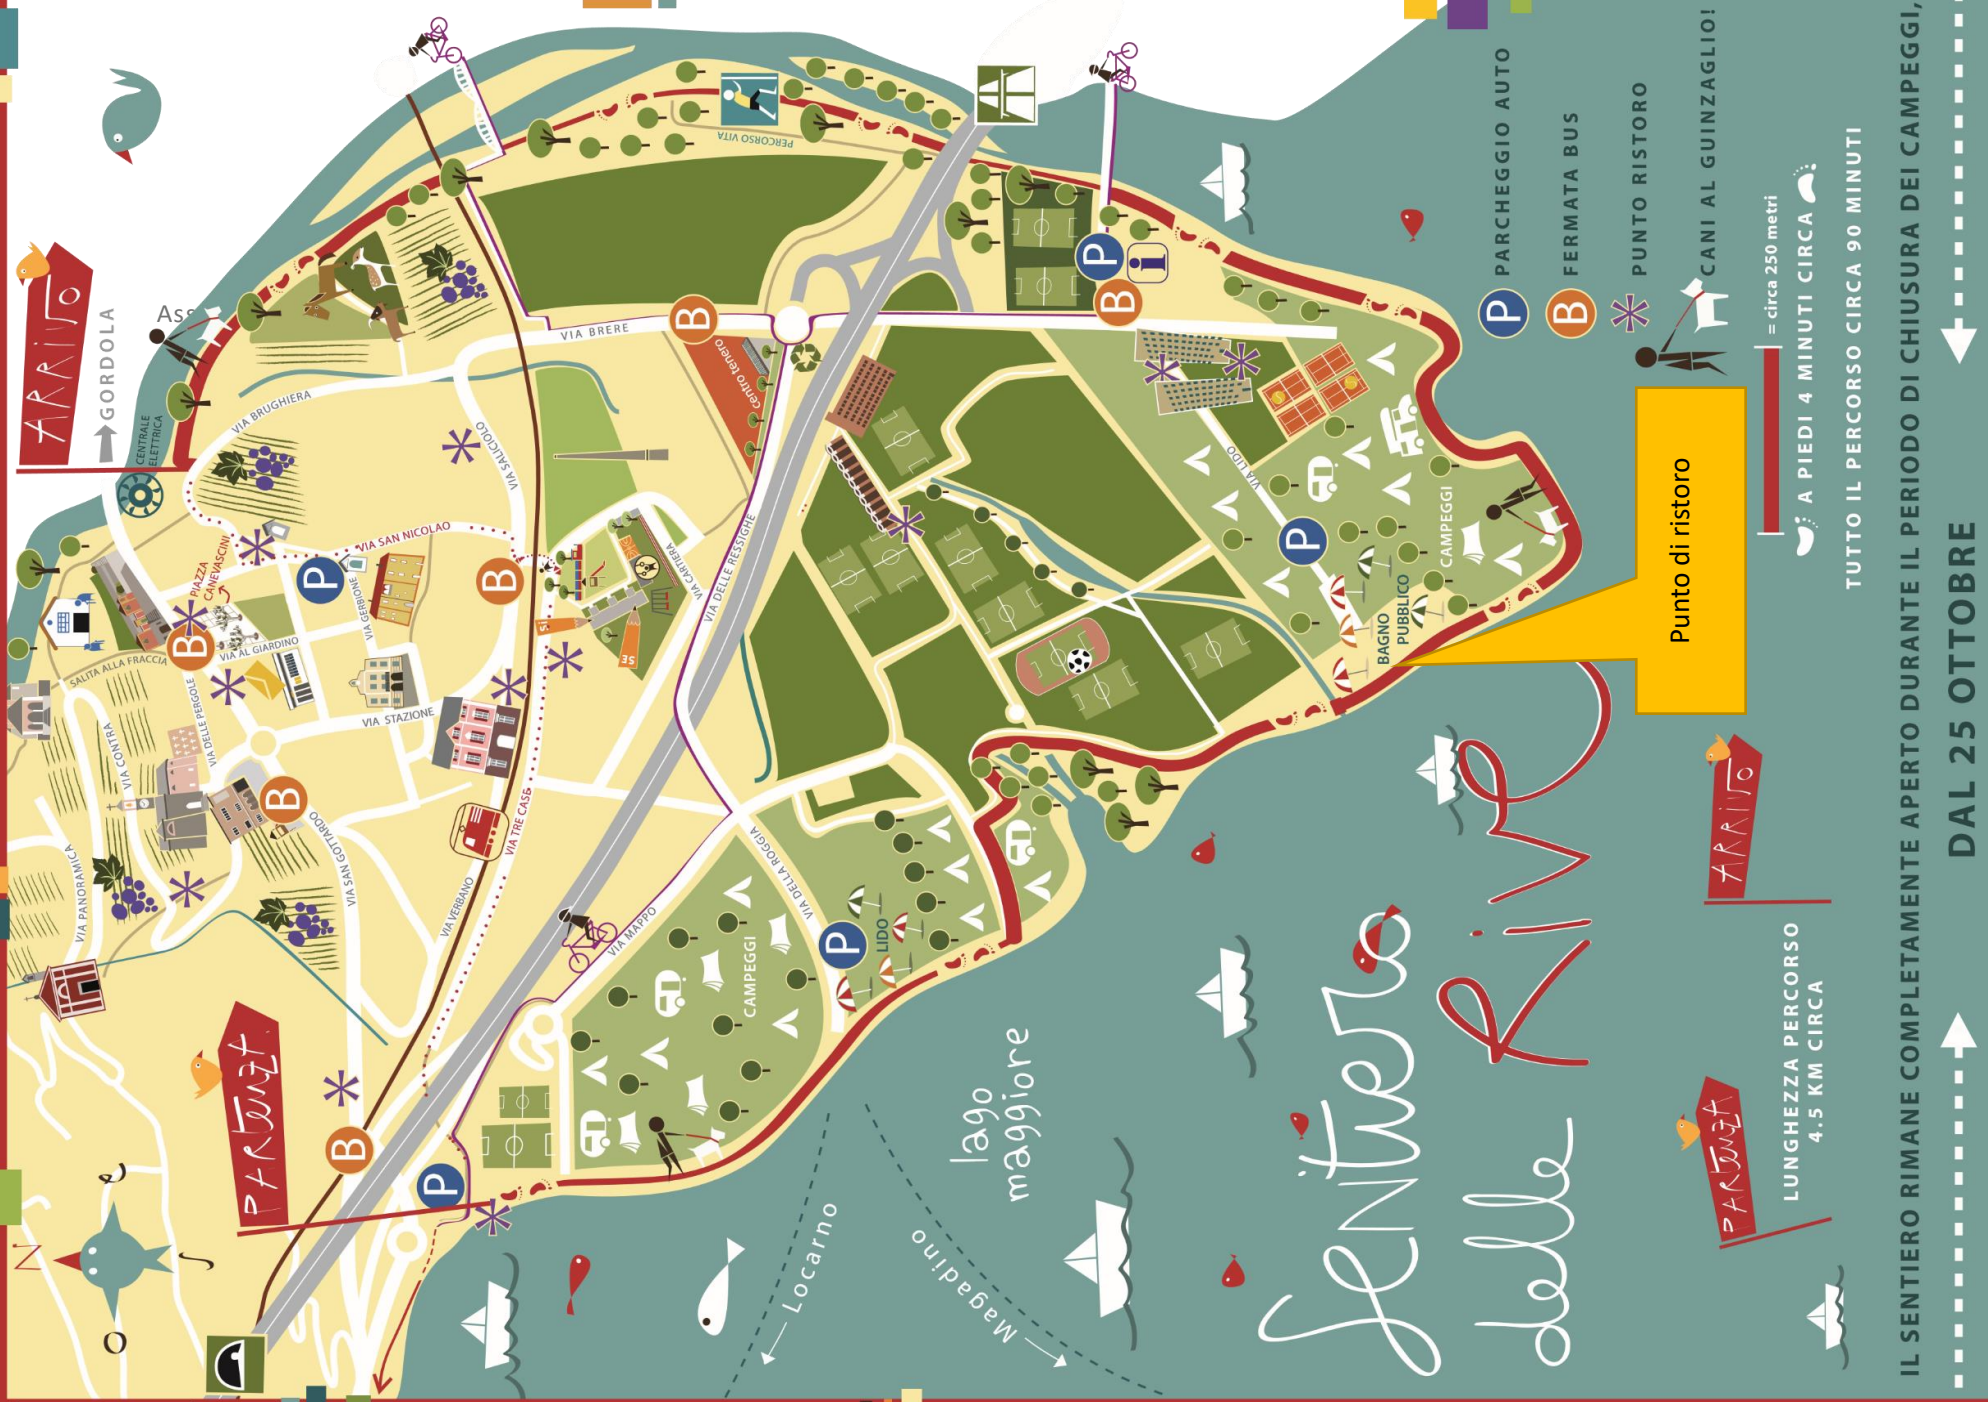 ARRIVO
GORDOLA
Ass
CENTRALE
ELETTRICA
VIA BRUGHIERA
VIA BRERE
PERCORSO VITA
B
centro tenero
VIA SALICIOLO
VIA SAN NICOLAO
PIAZZA
CANEVASCINI
P
VIA GERBIONE
B
VIA AL GIARDINO
SALITA ALLA FRACCIA
VIA DELLE PERGOLE
VIA CONTRA
VIA STAZIONE
B
VIA PANORAMICA
VIA SAN GOTTARDO
B
VIA VERBANO
VIA TRE CASE
VIA CARTIERA
VIA DELLE RESSIGHE
SI
SE
VIA MAPPO
VIA DELLA ROGGIA
CAMPEGGI
P
LIDO
P
B
i
VIA LIDO
P
CAMPEGGI
BAGNO
PUBBLICO
PARTENZA
B
P
N
e
s
o
lago
maggiore
Locarno
Magadino
Sentiero
delle Rive
Punto di ristoro
P PARCHEGGIO AUTO
B FERMATA BUS
PUNTO RISTORO
CANI AL GUINZAGLIO!
= circa 250 metri
A PIEDI 4 MINUTI CIRCA
TUTTO IL PERCORSO CIRCA 90 MINUTI
ARRIVO
PARTENZA
LUNGHEZZA PERCORSO
4.5 KM CIRCA
IL SENTIERO RIMANE COMPLETAMENTE APERTO DURANTE IL PERIODO DI CHIUSURA DEI CAMPEGGI,
DAL 25 OTTOBRE